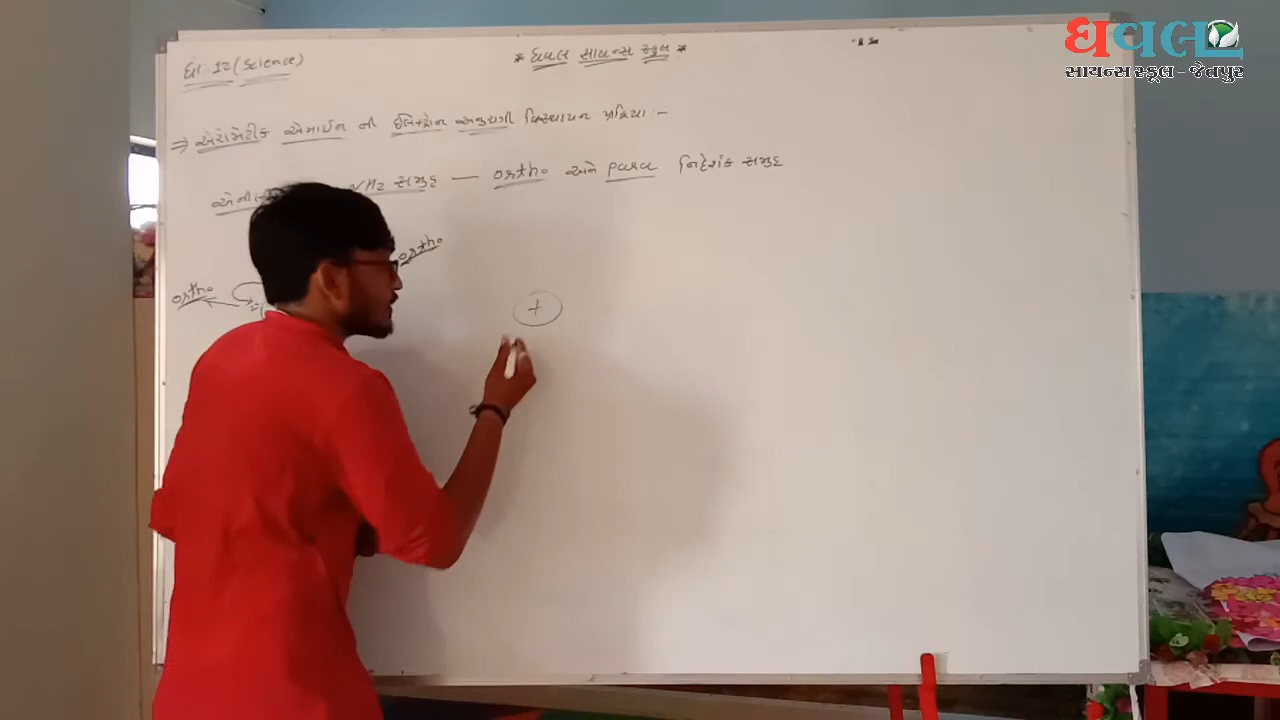 ધવલ
સાયન્સ સ્કૂલ - જેતપુર
ધો-12 (Science)
* ધવલ સાયન્સ સ્કૂલ *
⇒ એરોમેટીક એમાઈન ની ઈલેક્ટ્રોન અનુરાગી વિસ્થાપન પ્રક્રિયા :-
NH2 સમુહ — ortho અને para નિર્દેશક સમુહ
ortho
ortho
+